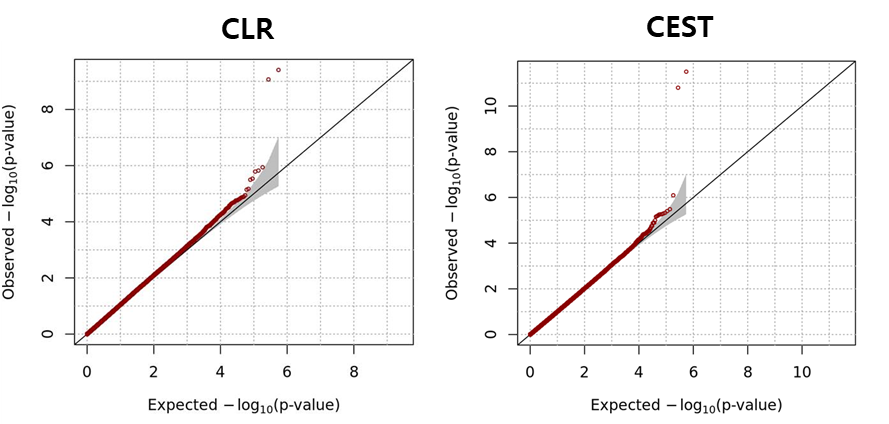 CLR
CEST
8
6
4
2
0
0 2 4 6 8
Observed −log10(p-value)
Expected −log10(p-value)
10
8
6
4
2
0
0 2 4 6 8 10
Observed −log10(p-value)
Expected −log10(p-value)